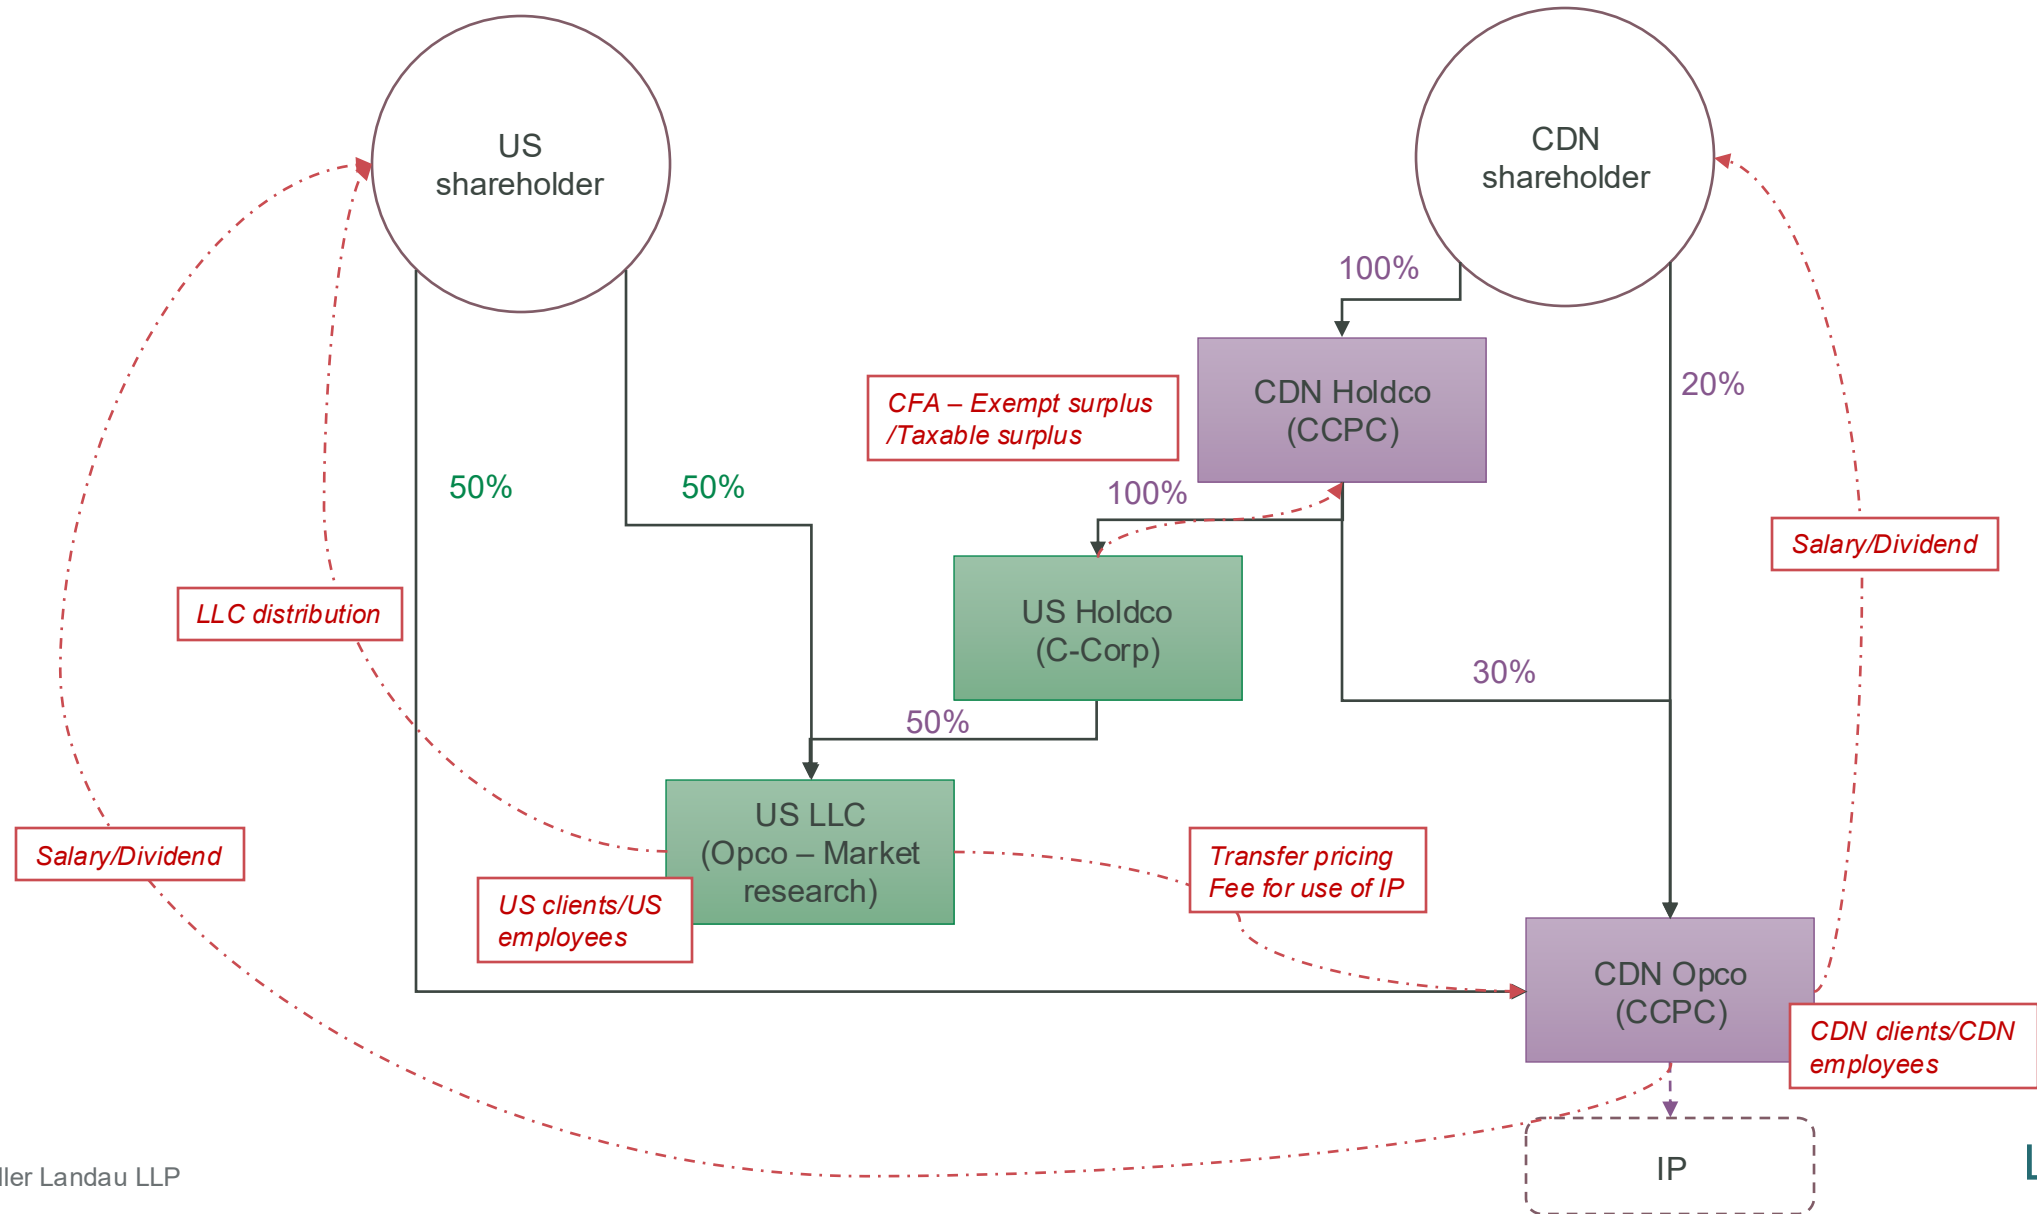 US
shareholder
CDN
shareholder
100%
20%
CDN Holdco
(CCPC)
CFA – Exempt surplus
/Taxable surplus
50%
50%
100%
Salary/Dividend
US Holdco
(C-Corp)
LLC distribution
30%
50%
US LLC
(Opco – Market
research)
Salary/Dividend
Transfer pricing
Fee for use of IP
US clients/US
employees
CDN Opco
(CCPC)
CDN clients/CDN
employees
IP
ller Landau LLP
L